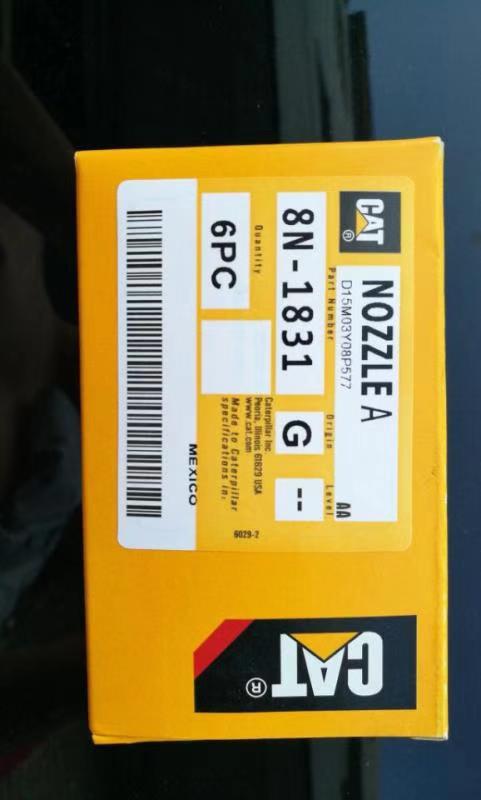 CAT ®
NOZZLE A
D15M03Y08P577
AA
Part Number
Origin
Level
8N-1831
G
--
Quantity
6PC
Caterpillar Inc.
Peoria, Illinois 61629 USA
www.cat.com
Made to Caterpillar
specifications in:
MEXICO
6029-2
CAT ®